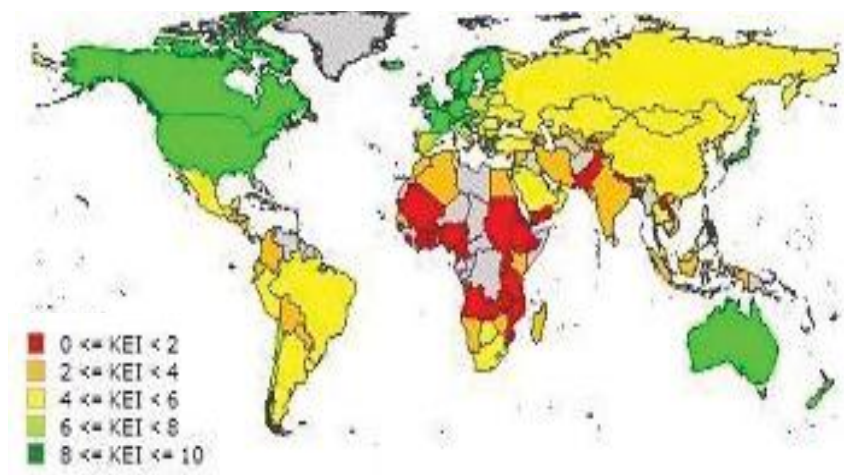 0 <= KEI < 2
2 <= KEI < 4
4 <= KEI < 6
6 <= KEI < 8
8 <= KEI <= 10